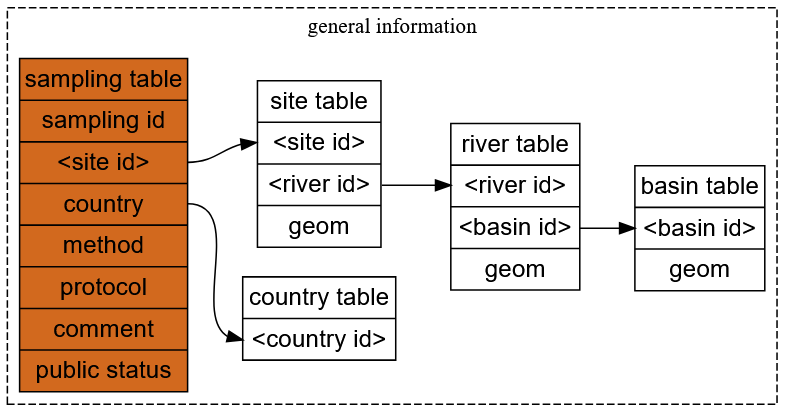 general information
sampling table
sampling id
<site id>
country
method
protocol
comment
public status
site table
<site id>
<river id>
geom
country table
<country id>
river table
<river id>
<basin id>
geom
basin table
<basin id>
geom